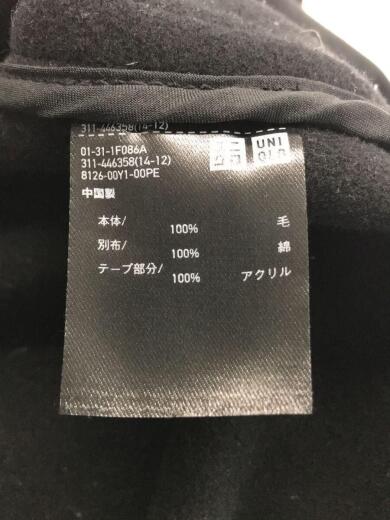 311-446358(14-12)
01-31-1F086A
311-446358(14-12)
8126-00Y1-00PE
中国製
ユニ
クロ
UNI
QLO
本体/ 100% 毛
別布/ 100% 綿
テープ部分/ 100% アクリル